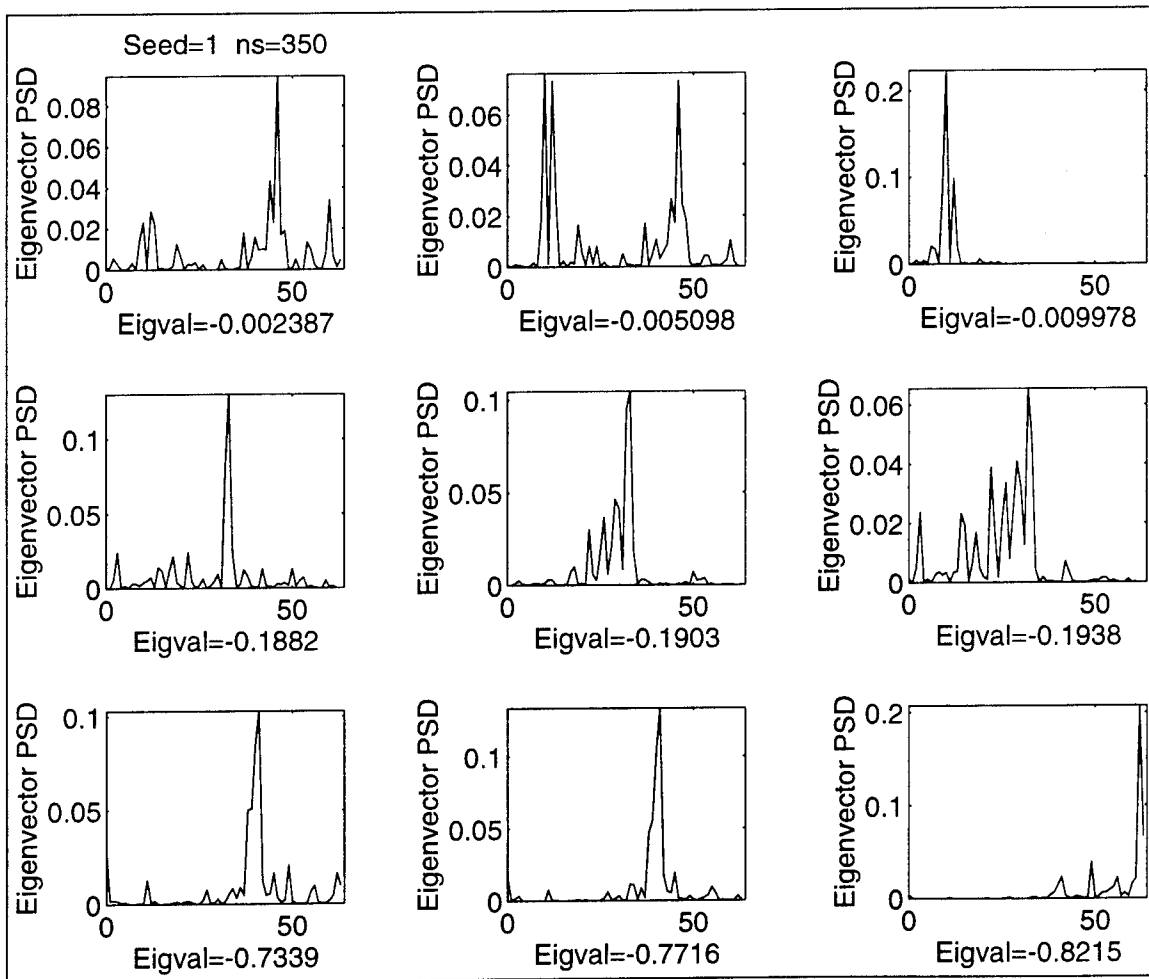 Seed=1 ns=350
Eigenvector PSD
0.08
0.06
0.04
0.02
0
0 50
Eigval=-0.002387
Eigenvector PSD
0.06
0.04
0.02
0
0 50
Eigval=-0.005098
Eigenvector PSD
0.2
0.1
0
0 50
Eigval=-0.009978
Eigenvector PSD
0.1
0.05
0
0 50
Eigval=-0.1882
Eigenvector PSD
0.1
0.05
0
0 50
Eigval=-0.1903
Eigenvector PSD
0.06
0.04
0.02
0
0 50
Eigval=-0.1938
Eigenvector PSD
0.1
0.05
0
0 50
Eigval=-0.7339
Eigenvector PSD
0.1
0.05
0
0 50
Eigval=-0.7716
Eigenvector PSD
0.2
0.1
0
0 50
Eigval=-0.8215